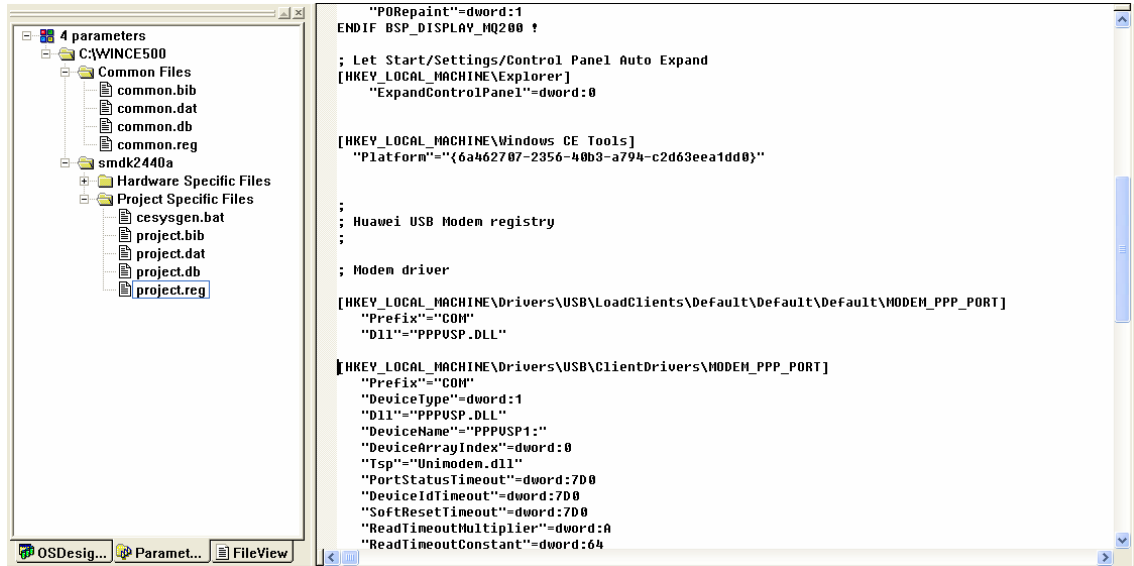 4 parameters
C:\WINCE500
Common Files
common.bib
common.dat
common.db
common.reg
smdk2440a
Hardware Specific Files
Project Specific Files
cesysgen.bat
project.bib
project.dat
project.db
project.reg
OSDesig...
Paramet...
FileView
"PORepaint"=dword:1
ENDIF BSP_DISPLAY_MQ200 !
; Let Start/Settings/Control Panel Auto Expand
[HKEY_LOCAL_MACHINE\Explorer]
"ExpandControlPanel"=dword:0
[HKEY_LOCAL_MACHINE\Windows CE Tools]
"Platform"="{6a462707-2356-40b3-a794-c2d63eea1dd0}"
;
; Huawei USB Modem registry
;
; Modem driver
[HKEY_LOCAL_MACHINE\Drivers\USB\LoadClients\Default\Default\Default\MODEM_PPP_PORT]
"Prefix"="COM"
"Dll"="PPPVSP.DLL"
[HKEY_LOCAL_MACHINE\Drivers\USB\ClientDrivers\MODEM_PPP_PORT]
"Prefix"="COM"
"DeviceType"=dword:1
"Dll"="PPPVSP.DLL"
"DeviceName"="PPPVSP1:"
"DeviceArrayIndex"=dword:0
"Tsp"="Unimodem.dll"
"PortStatusTimeout"=dword:7D0
"DeviceIdTimeout"=dword:7D0
"SoftResetTimeout"=dword:7D0
"ReadTimeoutMultiplier"=dword:A
"ReadTimeoutConstant"=dword:64